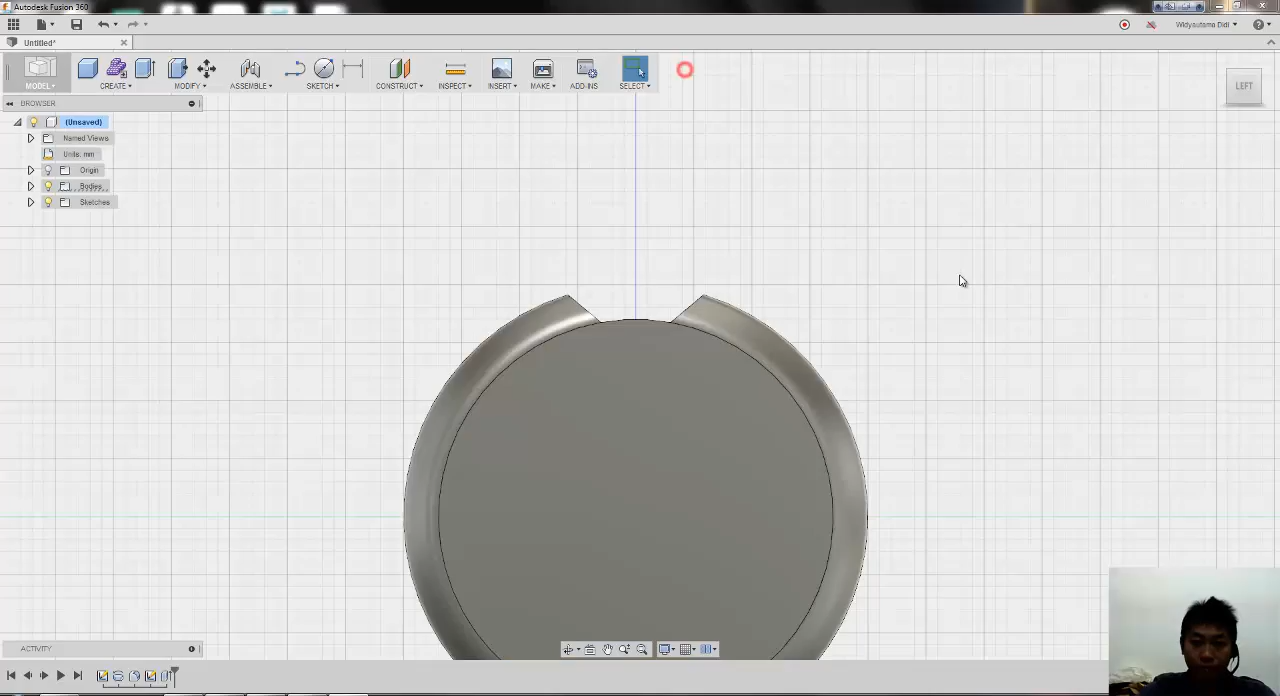 Autodesk Fusion 360
Widyautama Didi
Untitled*
MODEL
CREATE
MODIFY
ASSEMBLE
SKETCH
CONSTRUCT
INSPECT
INSERT
MAKE
ADD-INS
SELECT
LEFT
BROWSER
(Unsaved)
Named Views
Units: mm
Origin
Bodies
Sketches
ACTIVITY